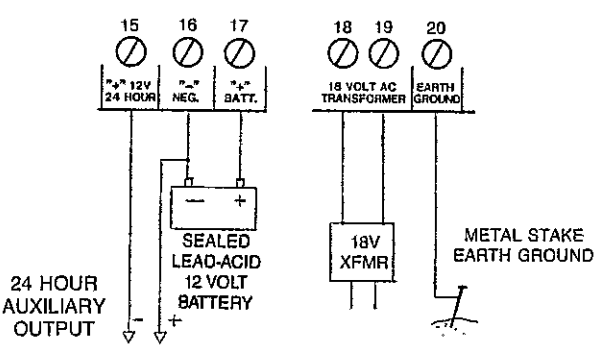 15 16 17 18 19 20
"+" 12V
24 HOUR
"-"
NEG.
"+"
BATT.
18 VOLT AC
TRANSFORMER
EARTH
GROUND
- +
SEALED
LEAD-ACID
12 VOLT
BATTERY
18V
XFMR
METAL STAKE
EARTH GROUND
24 HOUR
AUXILIARY
OUTPUT
- +